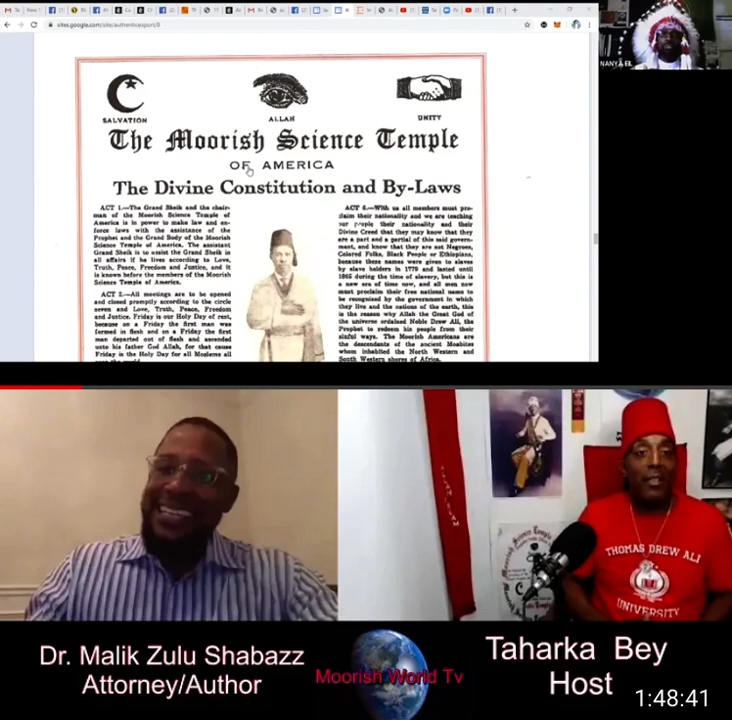 sites.google.com/site/authenticexport/8
NANYA EIL
SALVATION
ALLAH
UNITY
The Moorish Science Temple
OF AMERICA
The Divine Constitution and By-Laws
ACT 1.—The Grand Sheik and the chair-
man of the Moorish Science Temple of
America is in power to make law and en-
force laws with the assistance of the
Prophet and the Grand Body of the Moorish
Science Temple of America. The assistant
Grand Sheik is to assist the Grand Sheik in
all affairs if he lives according to Love,
Truth, Peace, Freedom and Justice, and it
is known before the members of the Moorish
Science Temple of America.
ACT 2.—All meetings are to be opened
and closed promptly according to the circle
seven and Love, Truth, Peace, Freedom
and Justice. Friday is our Holy Day of rest,
because on a Friday the first man was
formed in flesh and on a Friday the first
man departed out of flesh and ascended
unto his father God Allah, for that cause
Friday is the Holy Day for all Moslems all
over the world.
ACT 6.—With us all members must pro-
claim their nationality and we are teaching
our people their nationality and their
Divine Creed that they may know that they
are a part and a partial of this said govern-
ment, and know that they are not Negroes,
Colored Folks, Black People or Ethiopians,
because these names were given to slaves
by slave holders in 1779 and lasted until
1865 during the time of slavery, but this is
a new era of time now, and all men now
must proclaim their free national name to
be recognized by the government in which
they live and the nations of the earth, this
is the reason why Allah the Great God of
the universe ordained Noble Drew Ali, the
Prophet to redeem his people from their
sinful ways. The Moorish Americans are
the descendants of the ancient Moabites
whom inhabited the North Western and
South Western shores of Africa.
THOMAS DREW ALI
UNIVERSITY
Dr. Malik Zulu Shabazz
Attorney/Author
Moorish World Tv
Taharka Bey
Host
1:48:41